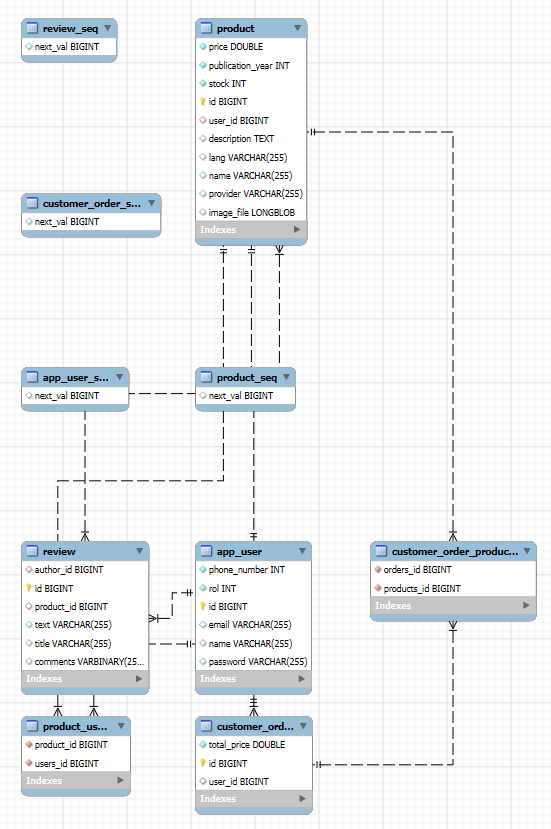 review_seq
next_val BIGINT
product
price DOUBLE
publication_year INT
stock INT
id BIGINT
user_id BIGINT
description TEXT
lang VARCHAR(255)
name VARCHAR(255)
provider VARCHAR(255)
image_file LONGBLOB
Indexes
customer_order_s...
next_val BIGINT
app_user_s...
next_val BIGINT
product_seq
next_val BIGINT
review
author_id BIGINT
id BIGINT
product_id BIGINT
text VARCHAR(255)
title VARCHAR(255)
comments VARBINARY(25...
Indexes
app_user
phone_number INT
rol INT
id BIGINT
email VARCHAR(255)
name VARCHAR(255)
password VARCHAR(255)
Indexes
customer_order_produc...
orders_id BIGINT
products_id BIGINT
Indexes
product_us...
product_id BIGINT
users_id BIGINT
Indexes
customer_ord...
total_price DOUBLE
id BIGINT
user_id BIGINT
Indexes